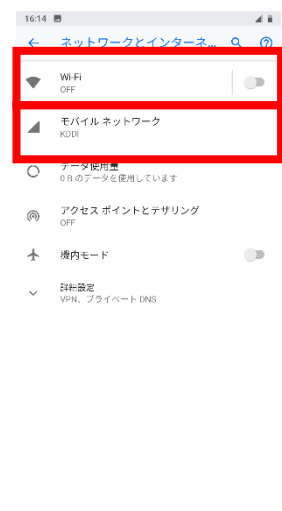 16:14
ネットワークとインターネ...
Wi-Fi
OFF
モバイル ネットワーク
KDDI
データ使用量
0 B のデータを使用しています
アクセス ポイントとテザリング
OFF
機内モード
詳細設定
VPN、プライベート DNS